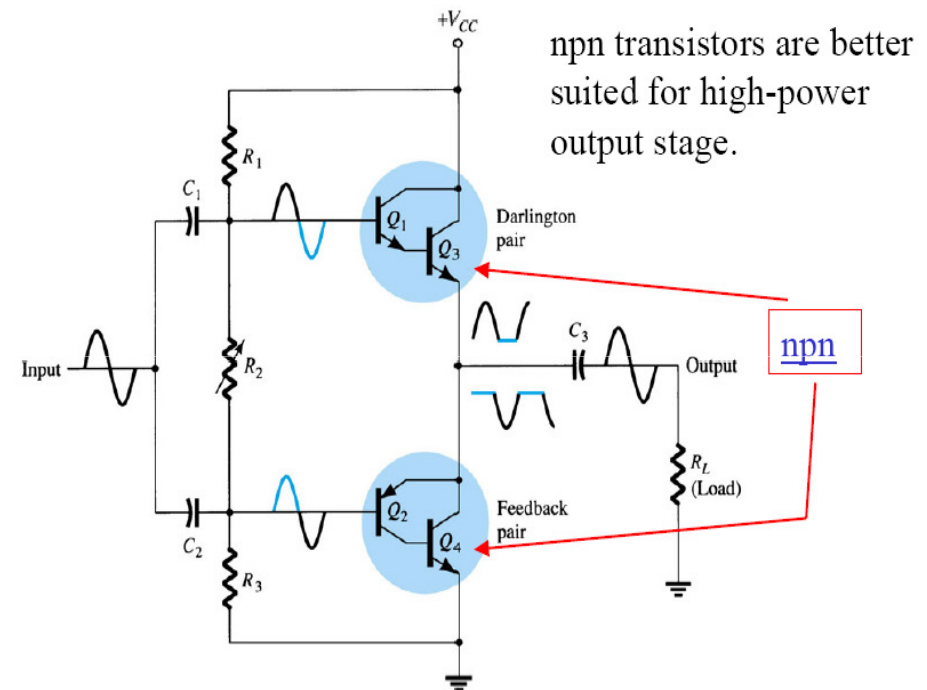 +VCC
npn transistors are better
suited for high-power
output stage.
R1
C1
Q1
Q3
Darlington
pair
C3
npn
Input
R2
Output
RL
(Load)
Q2
Q4
Feedback
pair
C2
R3